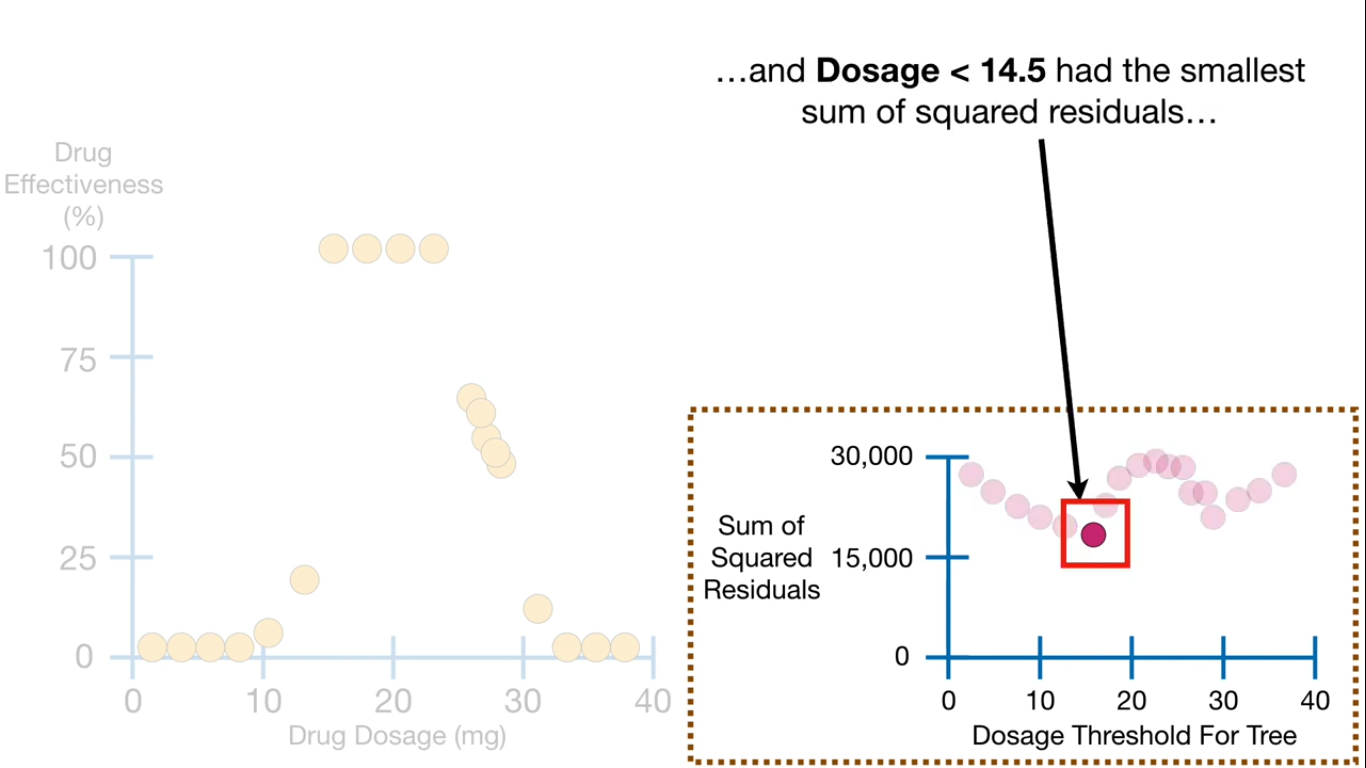 …and Dosage < 14.5 had the smallest
sum of squared residuals…
Drug
Effectiveness
(%)
100
75
50
25
0
0 10 20 30 40
Drug Dosage (mg)
30,000
Sum of
Squared
Residuals
15,000
0
0 10 20 30 40
Dosage Threshold For Tree